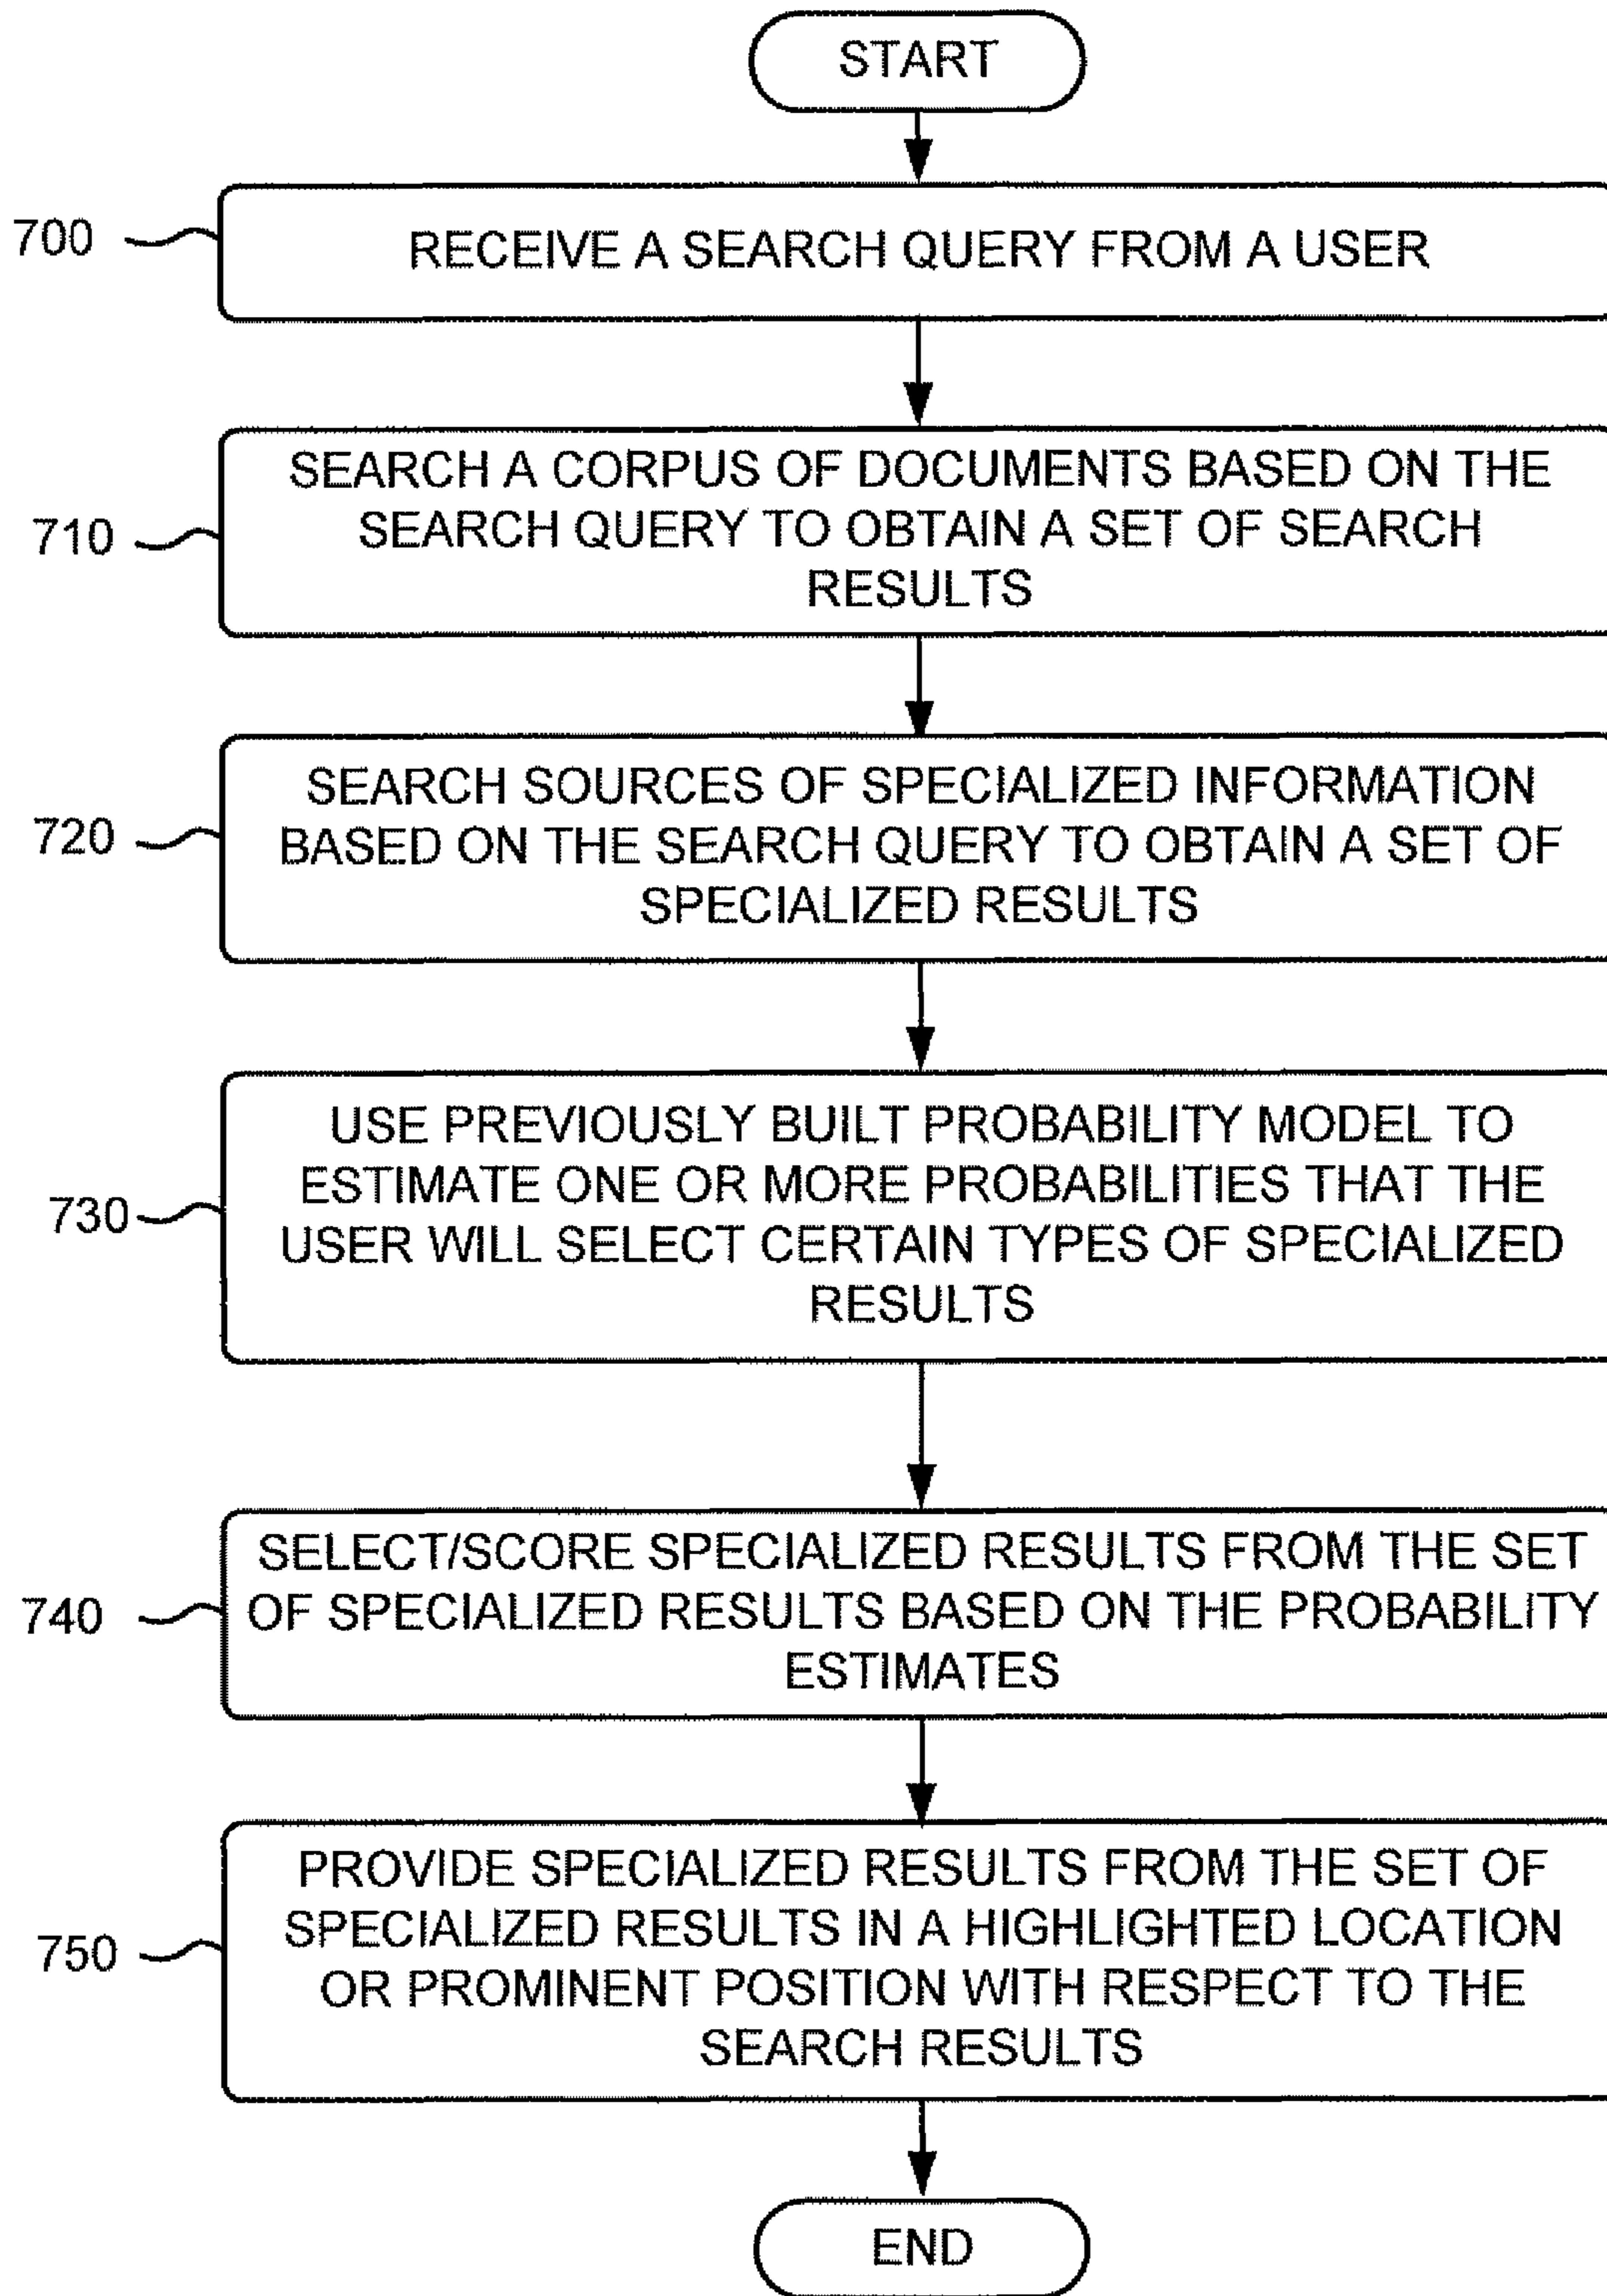 START
700
RECEIVE A SEARCH QUERY FROM A USER
SEARCH A CORPUS OF DOCUMENTS BASED ON THE
710
SEARCH QUERY TO OBTAIN A SET OF SEARCH
RESULTS
SEARCH SOURCES OF SPECIALIZED INFORMATION
720
BASED ON THE SEARCH QUERY TO OBTAIN A SET OF
SPECIALIZED RESULTS
USE PREVIOUSLY BUILT PROBABILITY MODEL TO
ESTIMATE ONE OR MORE PROBABILITIES THAT THE
730
USER WILL SELECT CERTAIN TYPES OF SPECIALIZED
RESULTS
SELECT/SCORE SPECIALIZED RESULTS FROM THE SET
740
OF SPECIALIZED RESULTS BASED ON THE PROBABILITY
ESTIMATES
PROVIDE SPECIALIZED RESULTS FROM THE SET OF
SPECIALIZED RESULTS IN A HIGHLIGHTED LOCATION
750
OR PROMINENT POSITION WITH RESPECT TO THE
SEARCH RESULTS
END